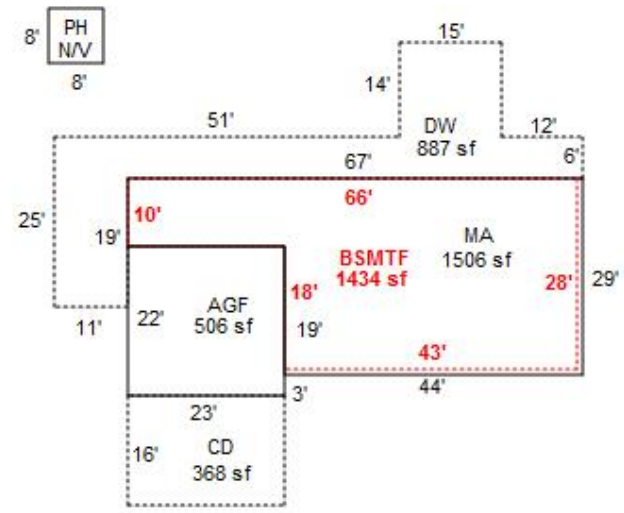 15'
8'
PH
N/V
8'
14'
51'
DW
887 sf
12'
67'
6'
66'
25'
10'
19'
MA
1506 sf
BSMTF
1434 sf
28'
29'
18'
AGF
506 sf
22'
11'
19'
43'
44'
3'
23'
16'
CD
368 sf